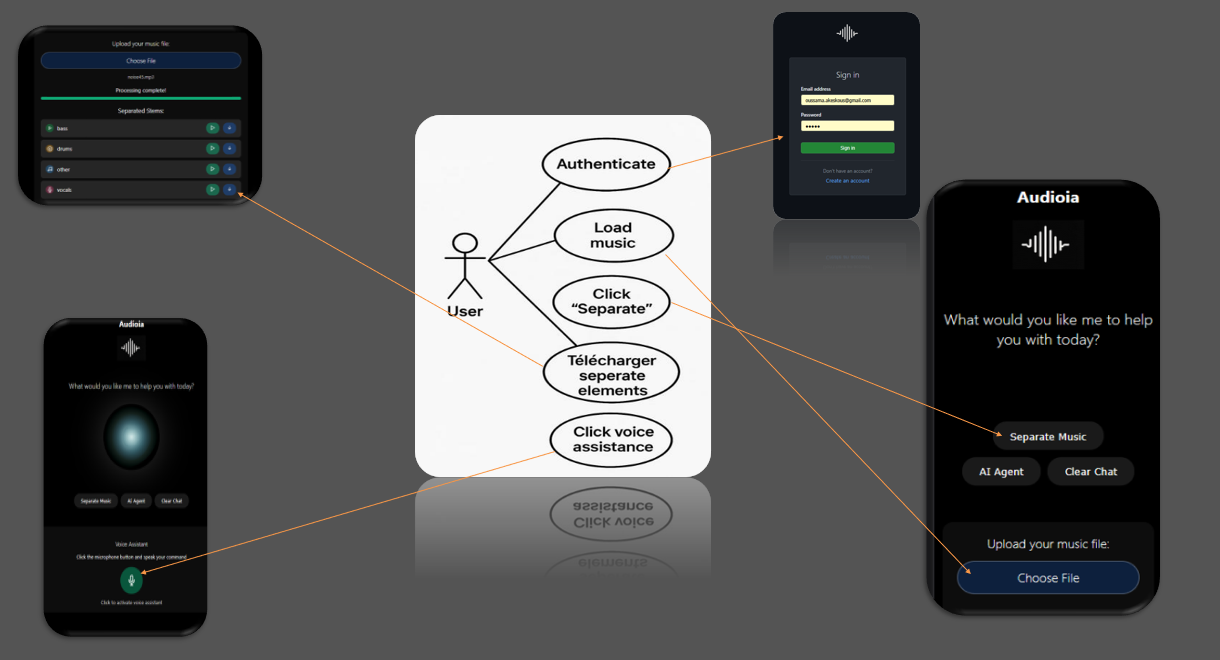 Upload your music file:
Choose File
noise45.mp3
Processing complete!
Separated Stems:
bass
drums
other
vocals
Audioia
What would you like me to help you with today?
Separate Music
AI Agent
Clear Chat
Voice Assistant
Click the microphone button and speak your command
Click to activate voice assistant
User
Authenticate
Load
music
Click
“Separate”
Télécharger
seperate
elements
Click voice
assistance
Sign in
Email address
oussama.akeskous@gmail.com
Password
•••••
Sign in
Don't have an account?
Create an account
Audioia
What would you like me to help
you with today?
Separate Music
AI Agent
Clear Chat
Upload your music file:
Choose File